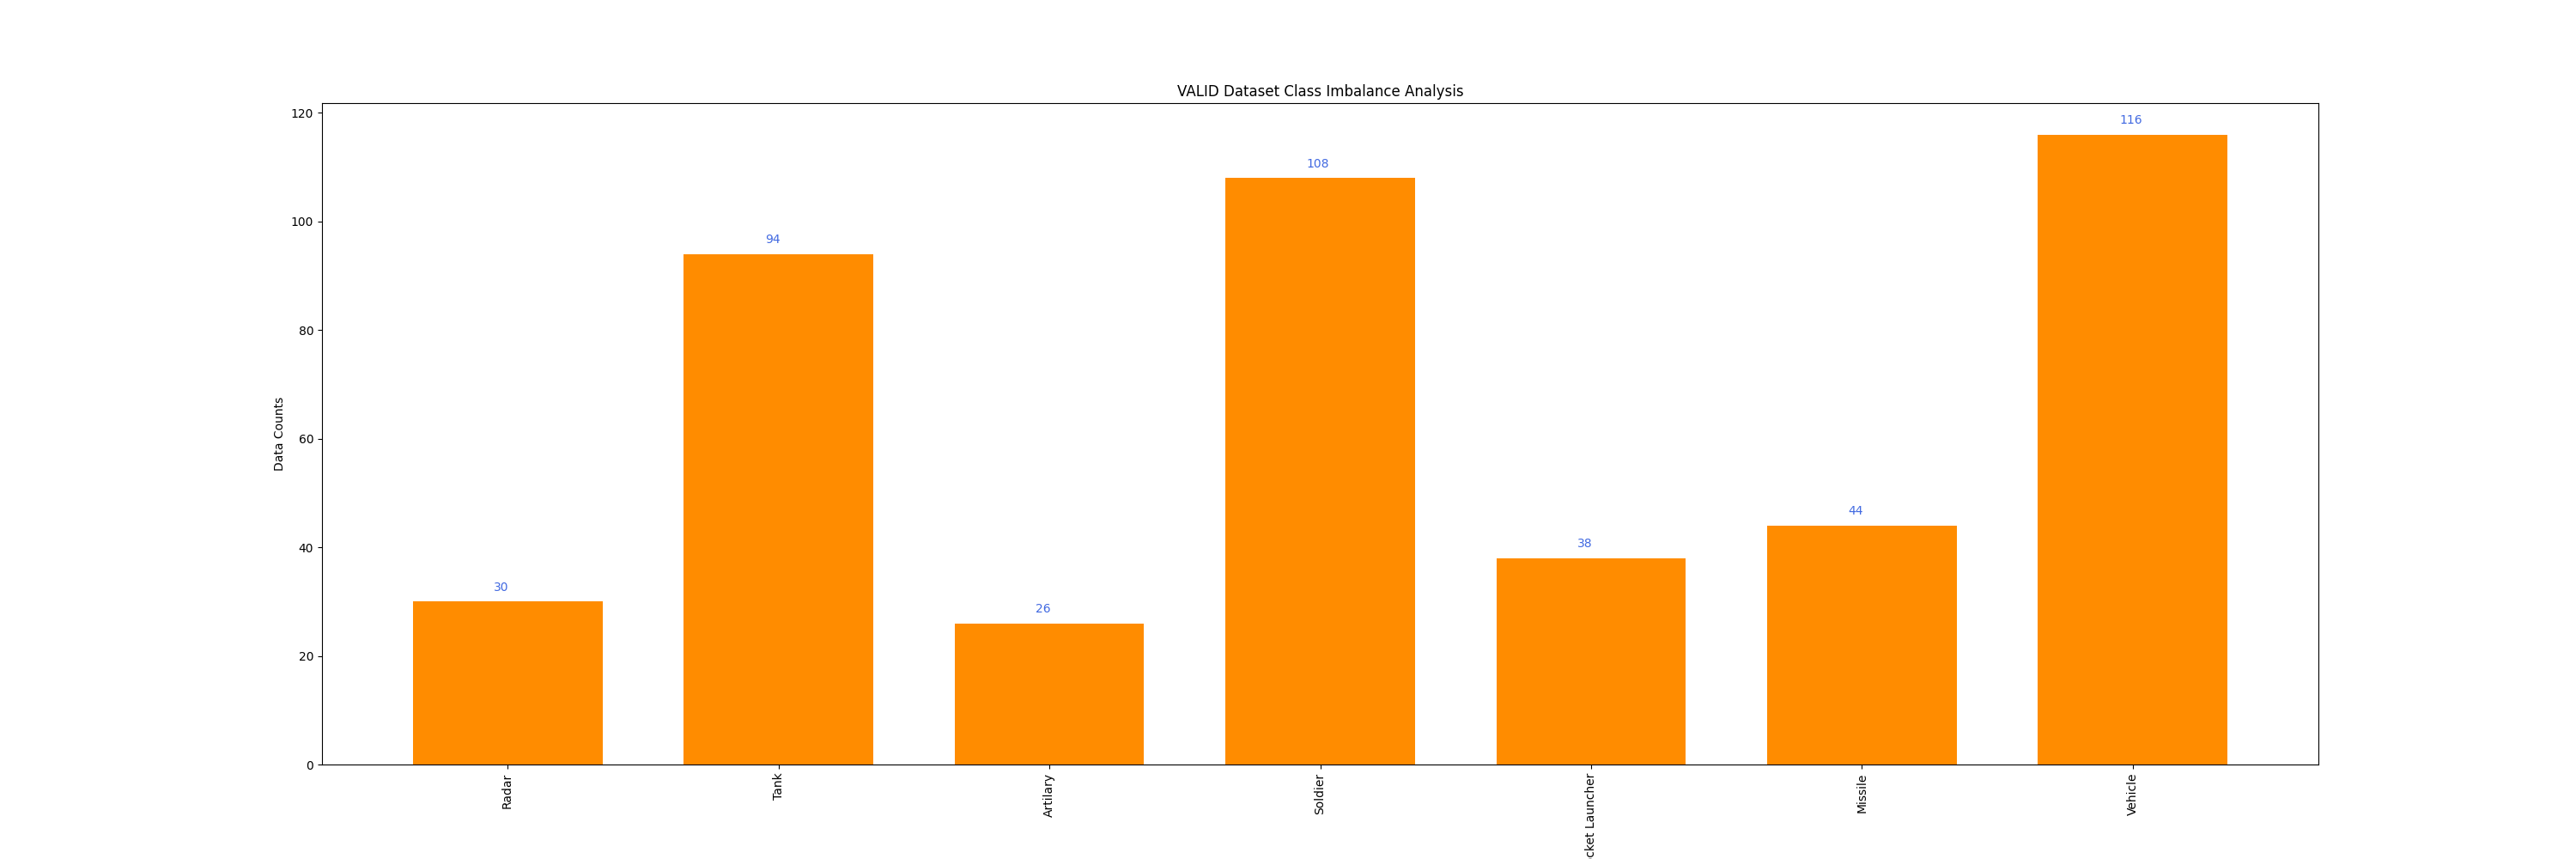 VALID Dataset Class Imbalance Analysis
120
100
80
60
40
20
0
Data Counts
30
94
26
108
38
44
116
Radar
Tank
Artilary
Soldier
Launcher
Missile
Vehicle